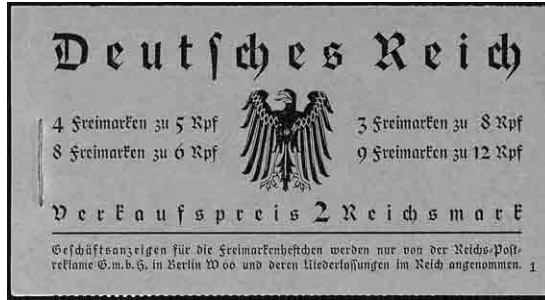 Deutsches Reich
4 Freimarken zu 5 Rpf 3 Freimarken zu 8 Rpf
8 Freimarken zu 6 Rpf 9 Freimarken zu 12 Rpf
Verkaufspreis 2 Reichsmark
Geschäftsanzeigen für die Freimarkenheftchen werden nur von der Reichs-Post-
reklame G.m.b.H. in Berlin W 66 und deren Niederlassungen im Reich angenommen. 1